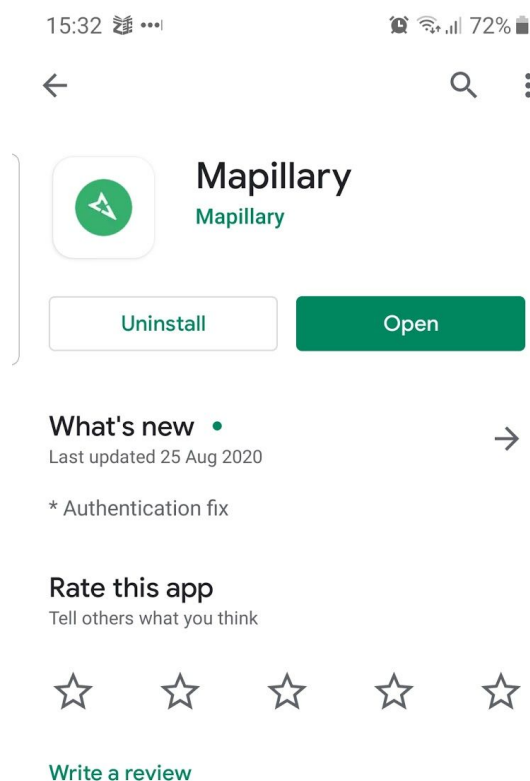 15:32 72%
Mapillary
Mapillary
Uninstall Open
What's new
Last updated 25 Aug 2020
* Authentication fix
Rate this app
Tell others what you think
Write a review